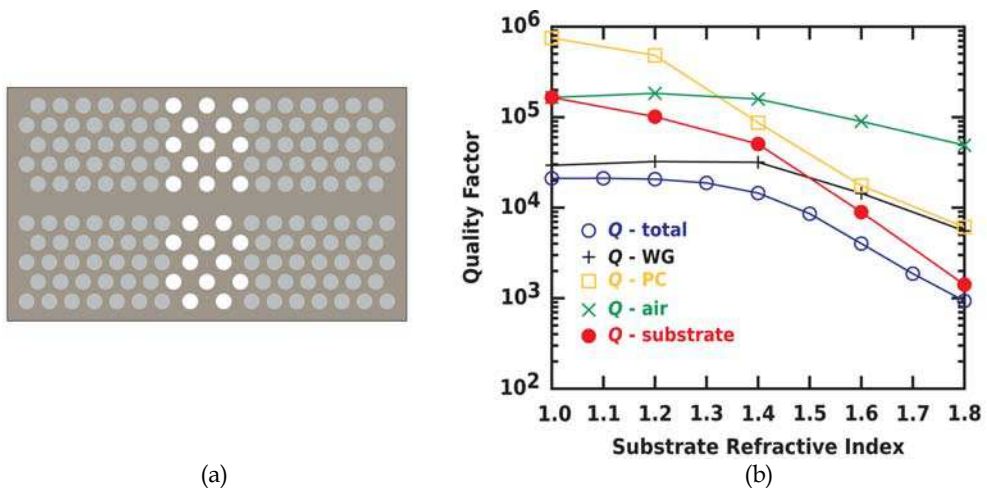 10^6
10^5
10^4
10^3
10^2
Quality Factor
Q - total
Q - WG
Q - PC
Q - air
Q - substrate
1.0 1.1 1.2 1.3 1.4 1.5 1.6 1.7 1.8
Substrate Refractive Index
(a) (b)